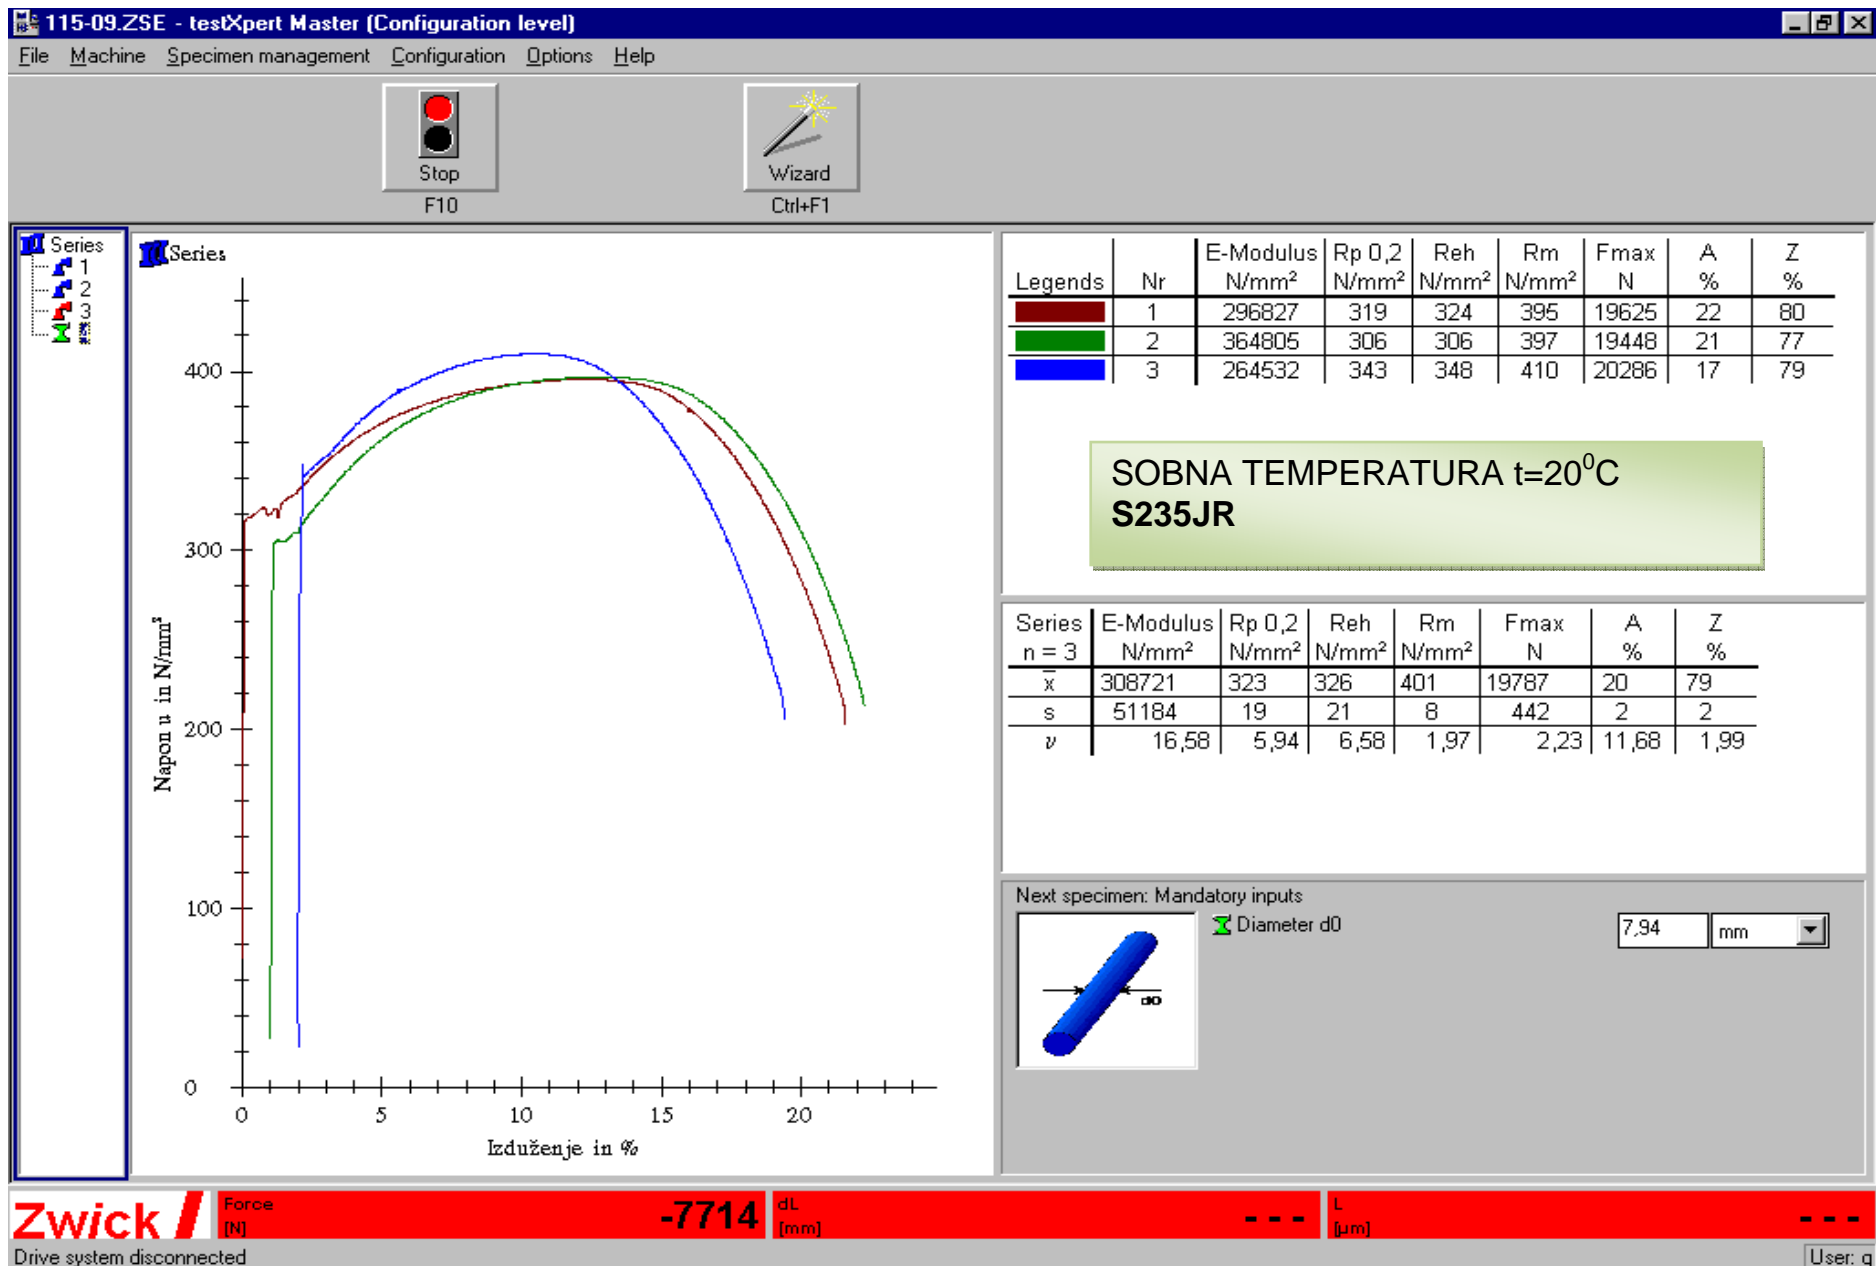 115-09.ZSE - testXpert Master (Configuration level)
File Machine Specimen management Configuration Options Help
Stop
F10
Wizard
Ctrl+F1
Series
1
2
3
Series
400
300
200
100
0
Napon u in N/mm²
0 5 10 15 20
Izduženje in %
Legends Nr E-Modulus N/mm² Rp 0,2 N/mm² Reh N/mm² Rm N/mm² Fmax N A % Z %
1 296827 319 324 395 19625 22 80
2 364805 306 306 397 19448 21 77
3 264532 343 348 410 20286 17 79
SOBNA TEMPERATURA t=20⁰C
S235JR
Series E-Modulus Rp 0,2 Reh Rm Fmax A Z
n = 3 N/mm² N/mm² N/mm² N/mm² N % %
x̄ 308721 323 326 401 19787 20 79
s 51184 19 21 8 442 2 2
ν 16,58 5,94 6,58 1,97 2,23 11,68 1,99
Next specimen: Mandatory inputs
Diameter d0 7,94 mm
d0
Zwick
Force [N] -7714
dL [mm] - - -
L [µm] - - -
Drive system disconnected
User: g